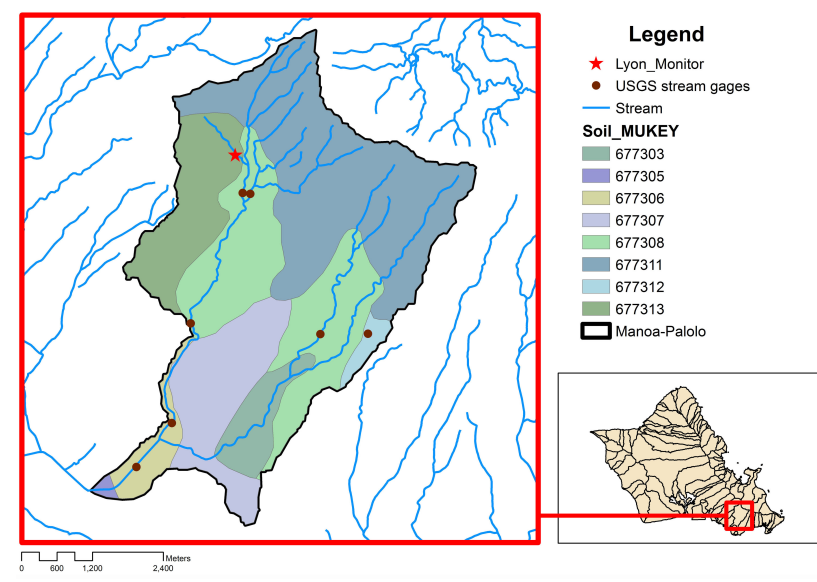 Legend
Lyon_Monitor
USGS stream gages
Stream
Soil_MUKEY
677303
677305
677306
677307
677308
677311
677312
677313
Manoa-Palolo
Meters
0 600 1,200 2,400